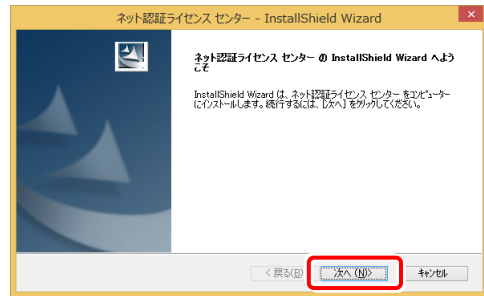 ネット認証ライセンス センター - InstallShield Wizard
ネット認証ライセンス センター の InstallShield Wizard へよう
こそ
InstallShield Wizard は、ネット認証ライセンス センター をコンピューター
にインストールします。続行するには、[次へ] をクリックしてください。
< 戻る(B)
次へ (N)>
キャンセル